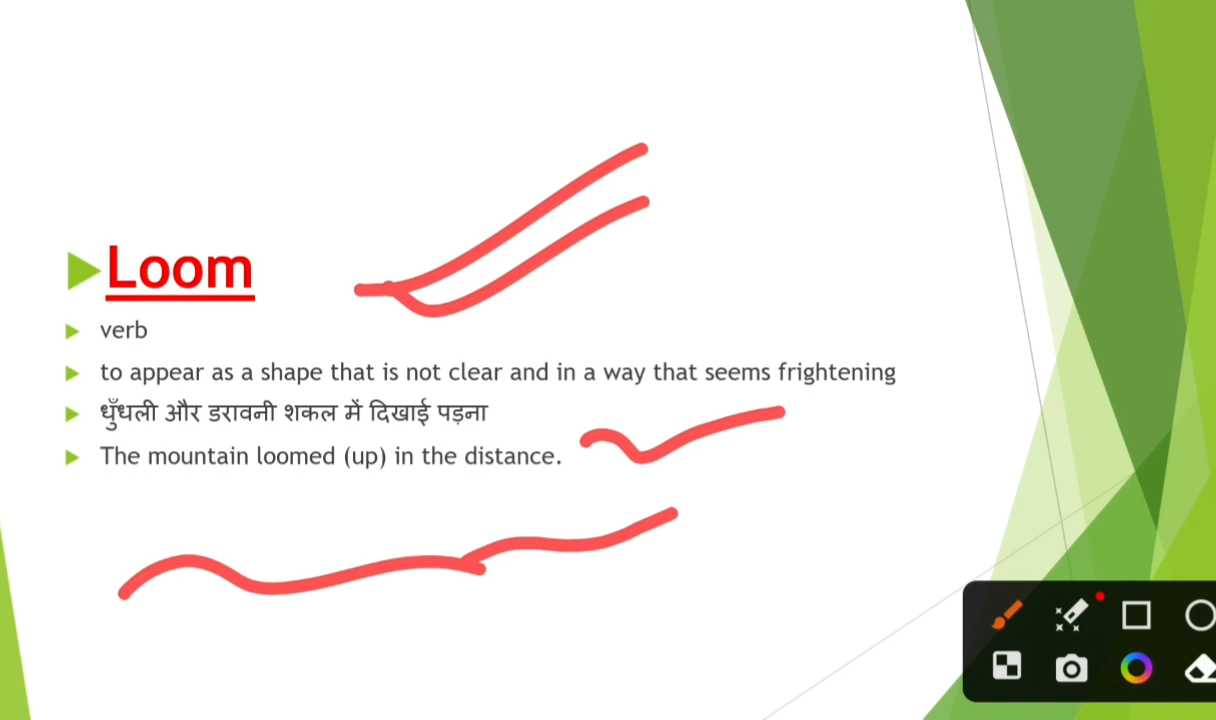 Loom
verb
to appear as a shape that is not clear and in a way that seems frightening
धुँधली और डरावनी शकल में दिखाई पड़ना
The mountain loomed (up) in the distance.